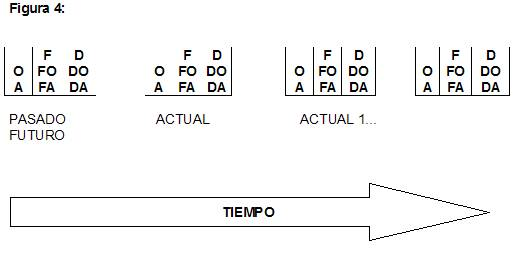 Figura 4:
F D F D F D F D
O FO DO O FO DO O FO DO O FO DO
A FA DA A FA DA A FA DA A FA DA
PASADO ACTUAL ACTUAL 1...
FUTURO
TIEMPO